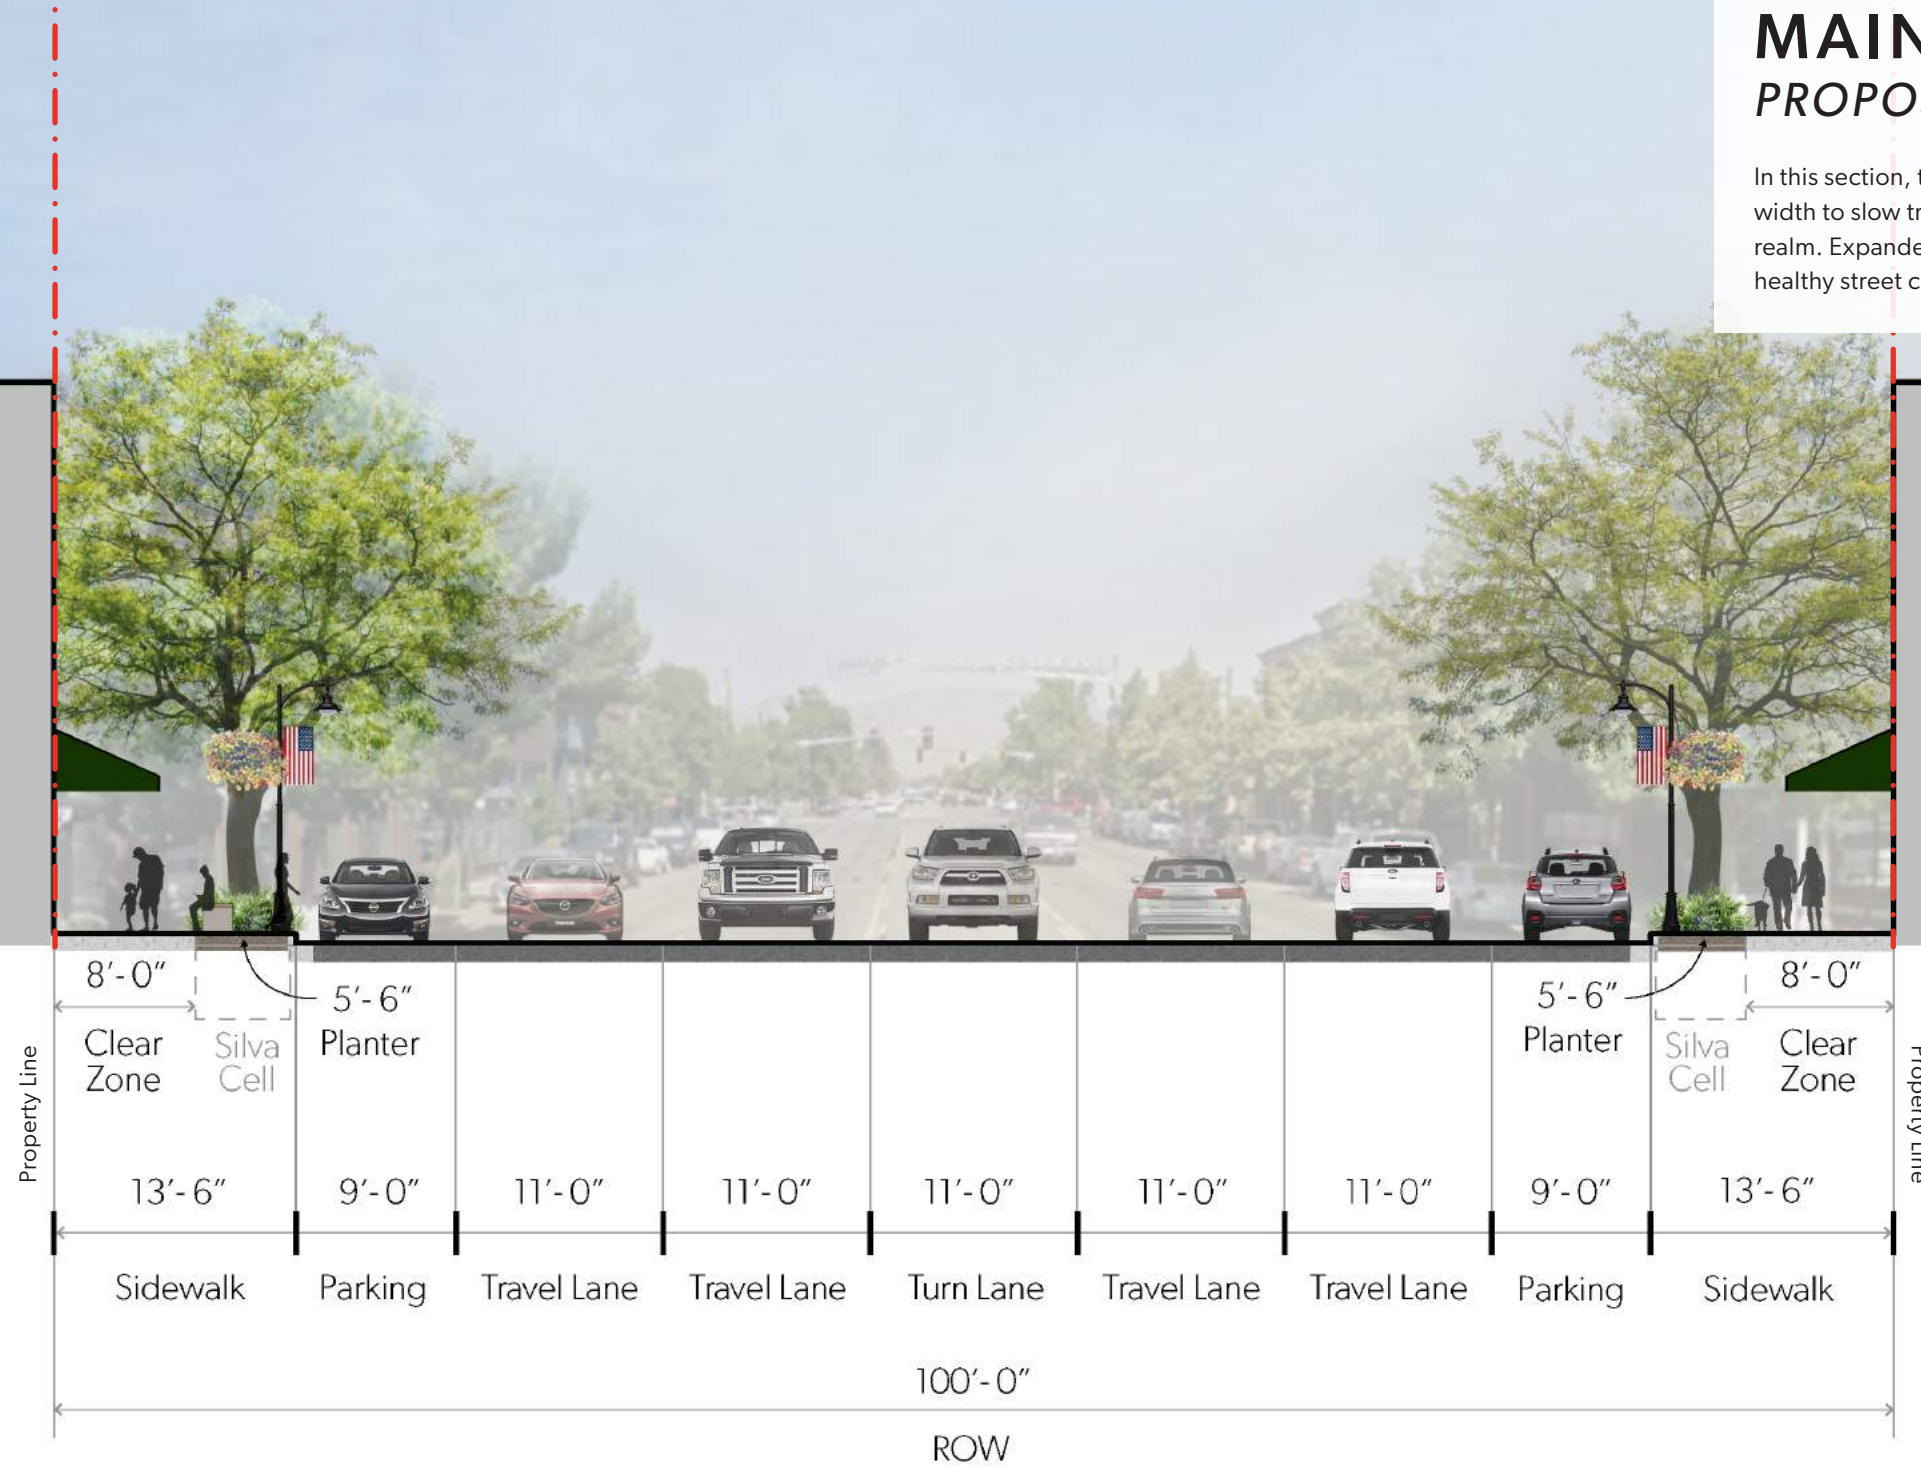 MAIN
PROPO
In this section, t
width to slow tr
realm. Expande
healthy street c
8'-0"
5'-6"
5'-6"
8'-0"
Clear
Zone
Silva
Cell
Planter
Planter
Silva
Cell
Clear
Zone
Property Line
Property Line
13'-6"
9'-0"
11'-0"
11'-0"
11'-0"
11'-0"
11'-0"
9'-0"
13'-6"
Sidewalk
Parking
Travel Lane
Travel Lane
Turn Lane
Travel Lane
Travel Lane
Parking
Sidewalk
100'-0"
ROW